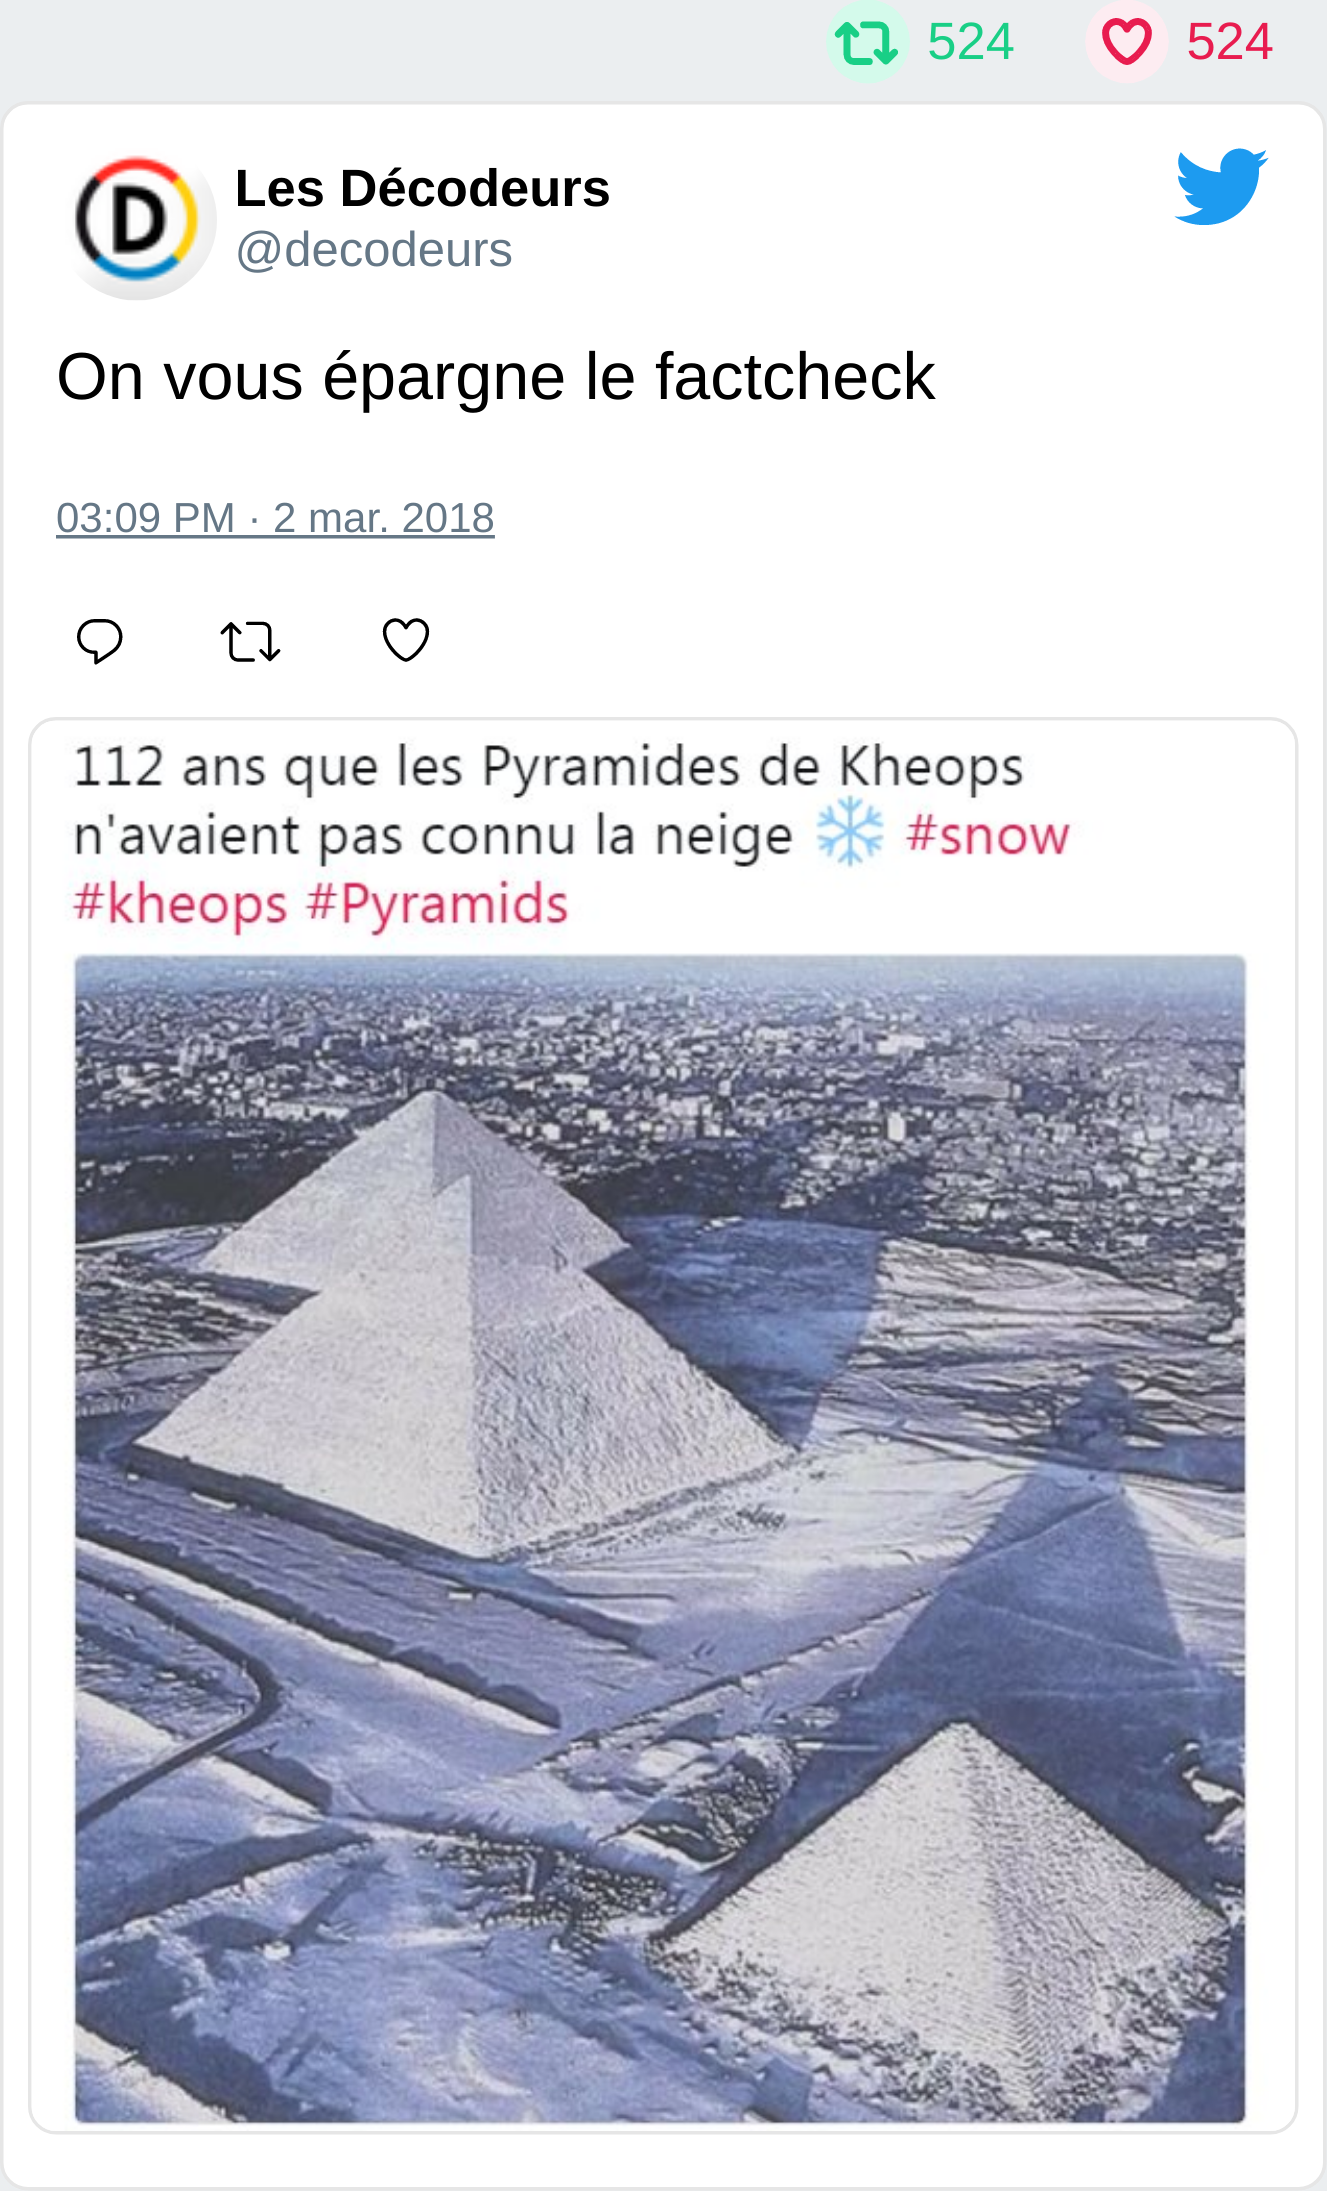 524 524
D
Les Décodeurs
@decodeurs
On vous épargne le factcheck
03:09 PM · 2 mar. 2018
112 ans que les Pyramides de Kheops
n'avaient pas connu la neige ❄ #snow
#kheops #Pyramids